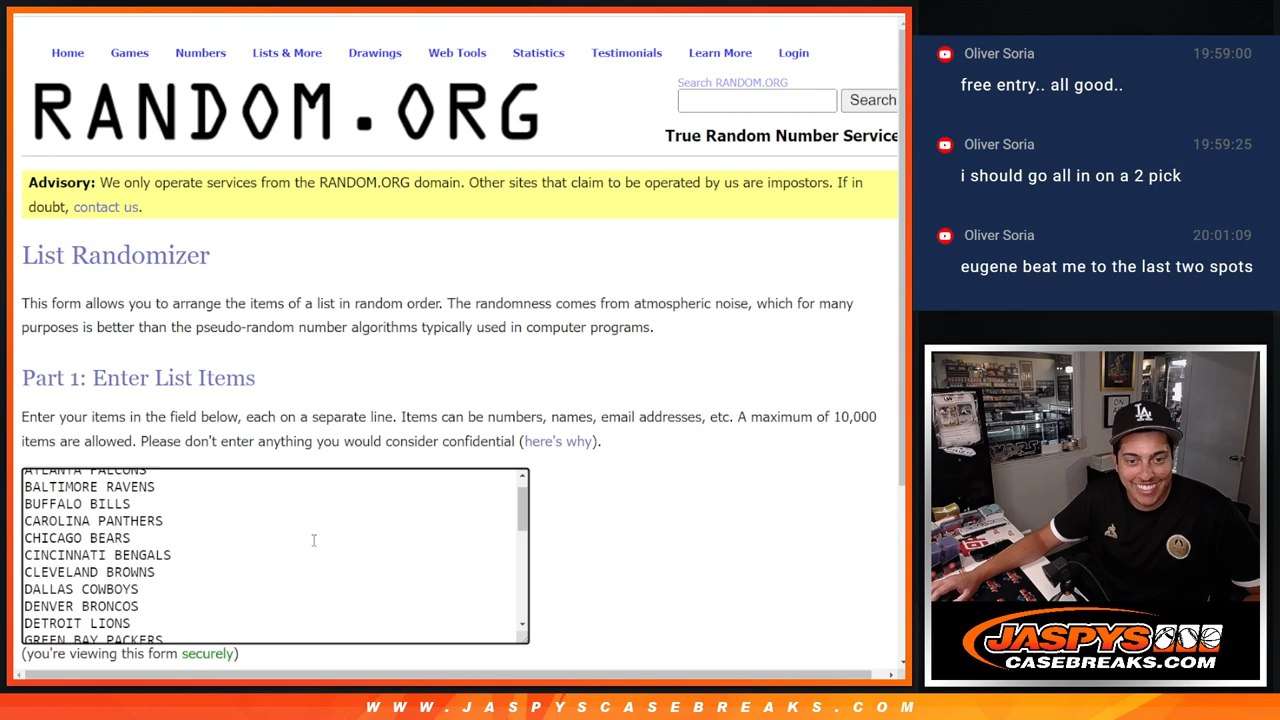 Home Games Numbers Lists & More Drawings Web Tools Statistics Testimonials Learn More Login
RANDOM.ORG
Search RANDOM.ORG
Search
True Random Number Service
Advisory: We only operate services from the RANDOM.ORG domain. Other sites that claim to be operated by us are impostors. If in
doubt, contact us.
List Randomizer
This form allows you to arrange the items of a list in random order. The randomness comes from atmospheric noise, which for many
purposes is better than the pseudo-random number algorithms typically used in computer programs.
Part 1: Enter List Items
Enter your items in the field below, each on a separate line. Items can be numbers, names, email addresses, etc. A maximum of 10,000
items are allowed. Please don't enter anything you would consider confidential (here's why).
ATLANTA FALCONS
BALTIMORE RAVENS
BUFFALO BILLS
CAROLINA PANTHERS
CHICAGO BEARS
CINCINNATI BENGALS
CLEVELAND BROWNS
DALLAS COWBOYS
DENVER BRONCOS
DETROIT LIONS
GREEN BAY PACKERS
(you're viewing this form securely)
Oliver Soria 19:59:00
free entry.. all good..
Oliver Soria 19:59:25
i should go all in on a 2 pick
Oliver Soria 20:01:09
eugene beat me to the last two spots
LA
JASPYS
CASEBREAKS.COM
WWW.JASPYSCASEBREAKS.COM